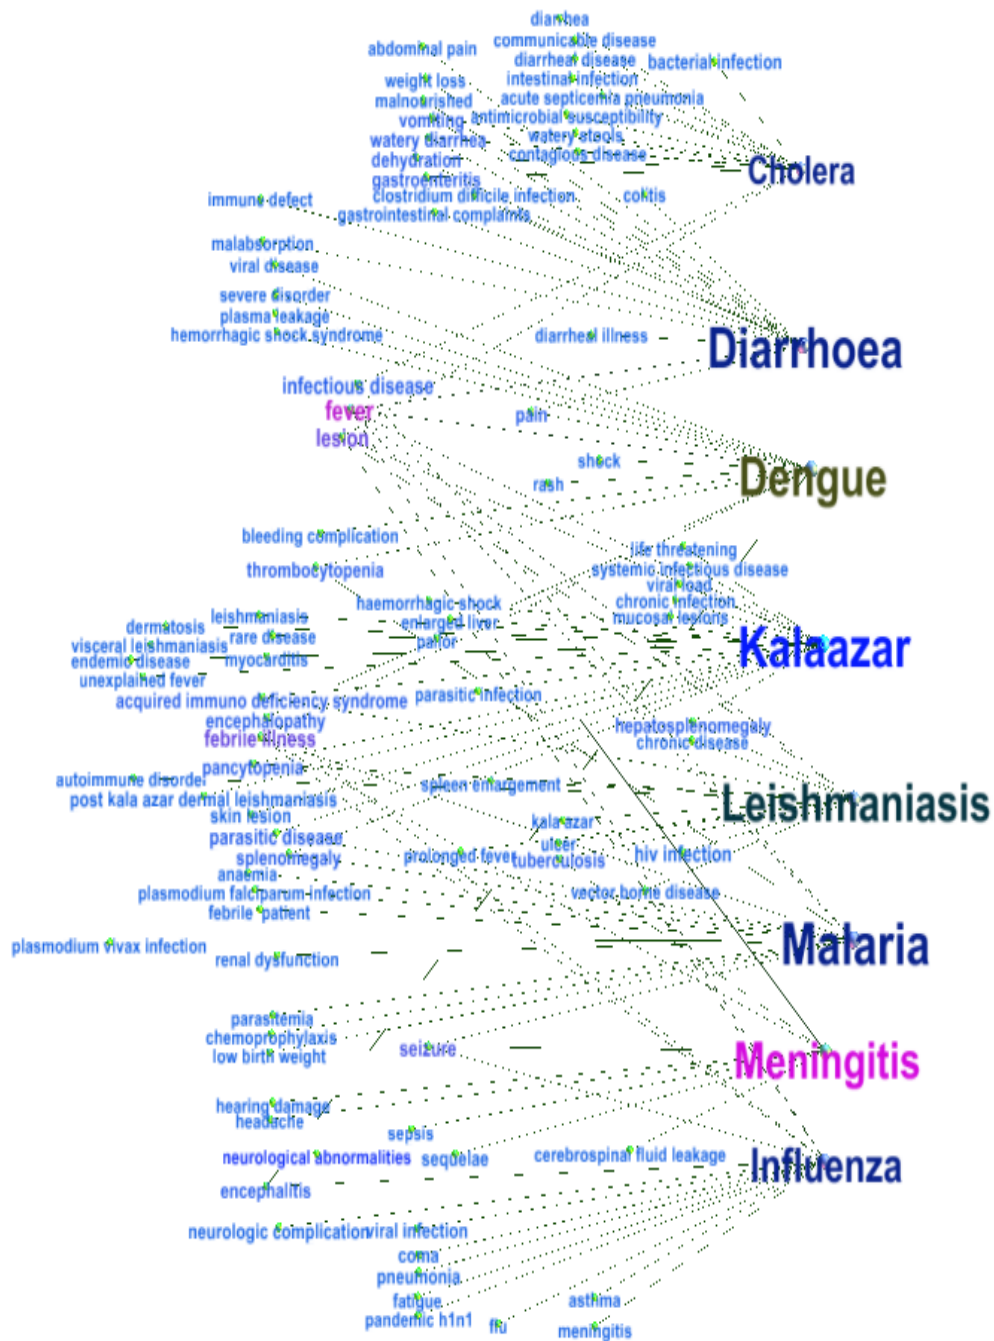 diarrhea
communicable disease
abdominal pain
diarrheal disease
bacterial infection
intestinal infection
weight loss
acute septicemia pneumonia
malnourished
antimicrobial susceptibility
vomiting
watery stools
watery diarrhea
contagious disease
dehydration
Cholera
gastroenteritis
clostridium difficile infection
colitis
immune defect
gastrointestinal complaints
malabsorption
viral disease
severe disorder
plasma leakage
hemorrhagic shock syndrome
diarrheal illness
Diarrhoea
infectious disease
fever
pain
lesion
shock
Dengue
rash
bleeding complication
life threatening
thrombocytopenia
systemic infectious disease
viral load
haemorrhagic shock
chronic infection
leishmaniasis
enlarged liver
mucosal lesions
dermatosis
rare disease
pallor
visceral leishmaniasis
Kalaazar
endemic disease
myocarditis
unexplained fever
parasitic infection
acquired immuno deficiency syndrome
encephalopathy
hepatosplenomegaly
febrile illness
chronic disease
pancytopenia
autoimmune disorder
spleen enlargement
post kala azar dermal leishmaniasis
Leishmaniasis
skin lesion
kala azar
parasitic disease
ulcer
splenomegaly
prolonged fever
tuberculosis
hiv infection
anaemia
plasmodium falciparum infection
vector borne disease
febrile patient
plasmodium vivax infection
Malaria
renal dysfunction
parasitemia
chemoprophylaxis
low birth weight
seizure
Meningitis
hearing damage
headache
sepsis
neurological abnormalities
sequelae
cerebrospinal fluid leakage
Influenza
encephalitis
neurologic complication
viral infection
coma
pneumonia
fatigue
asthma
pandemic h1n1
flu
meningitis